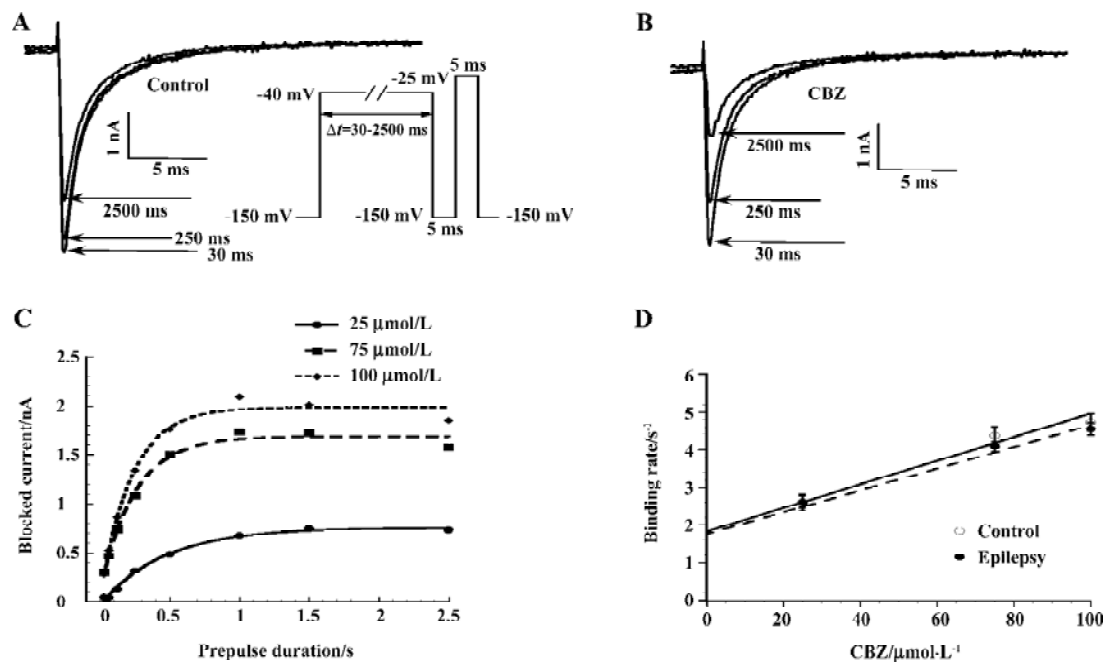 A
Control
1 nA
5 ms
2500 ms
250 ms
30 ms
-25 mV
5 ms
-40 mV
Δt=30-2500 ms
-150 mV
-150 mV
-150 mV
5 ms
B
CBZ
2500 ms
1 nA
5 ms
250 ms
30 ms
C
25 μmol/L
75 μmol/L
100 μmol/L
2.5
2
1.5
1
0.5
0
Blocked current/nA
0 0.5 1.0 1.5 2.0 2.5
Prepulse duration/s
D
6
5
4
3
2
1
0
Binding rate/s-1
Control
Epilepsy
0 20 40 60 80 100
CBZ/μmol·L-1